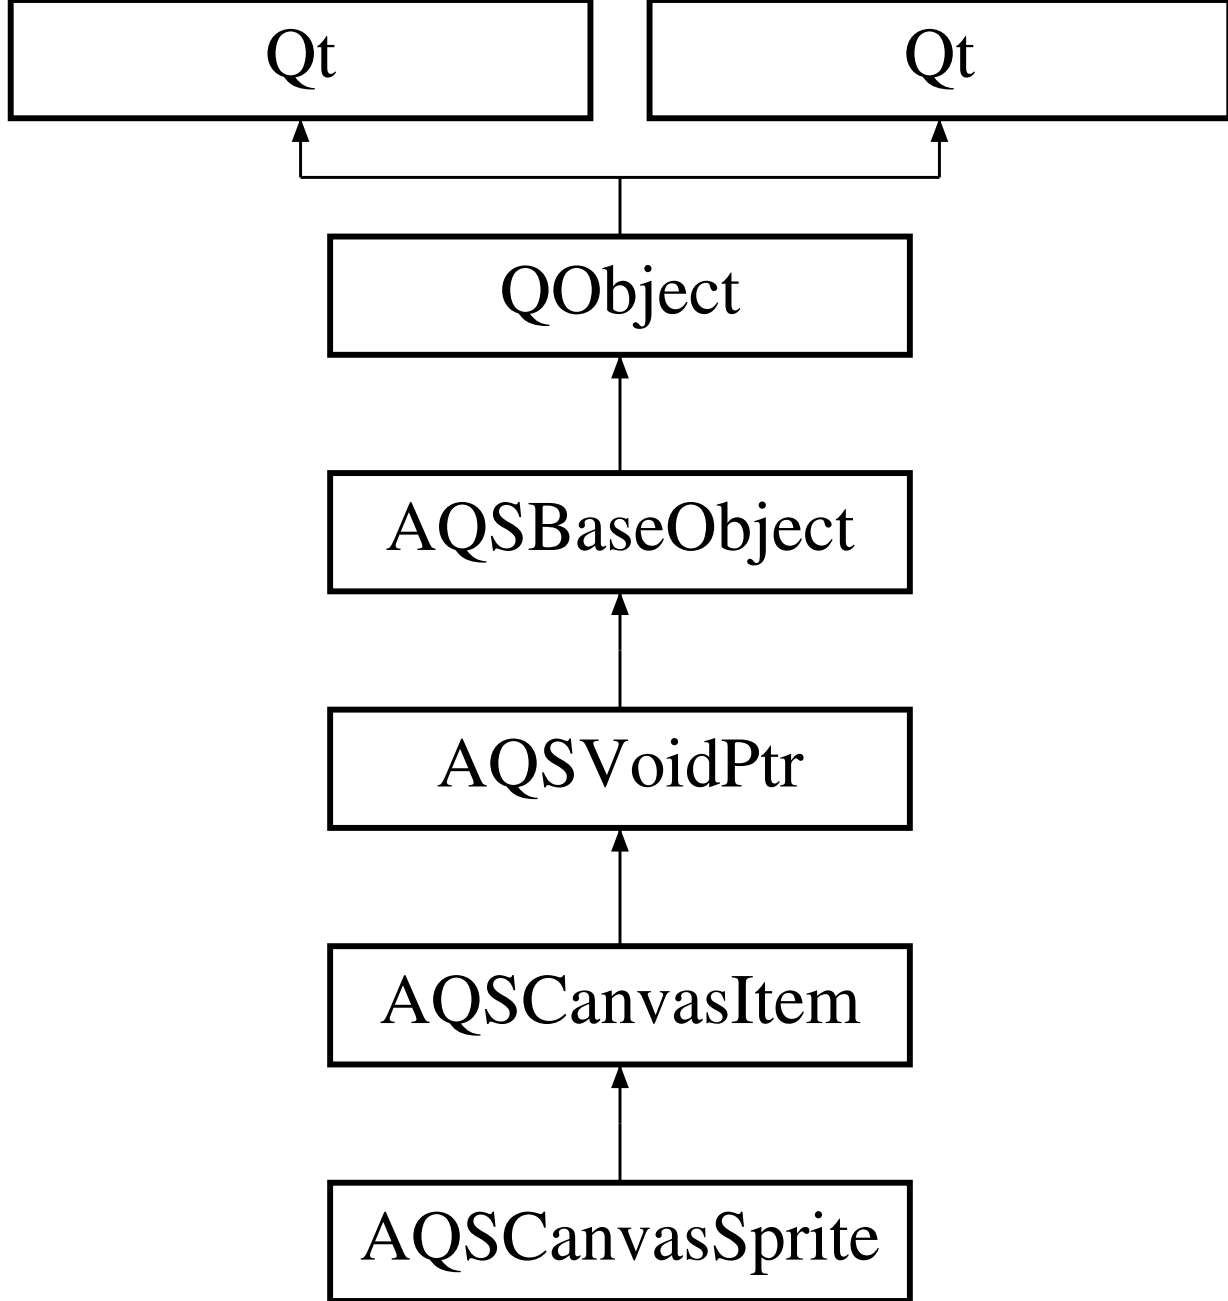 Qt
Qt
QObject
AQSBaseObject
AQSVoidPtr
AQSCanvasItem
AQSCanvasSprite